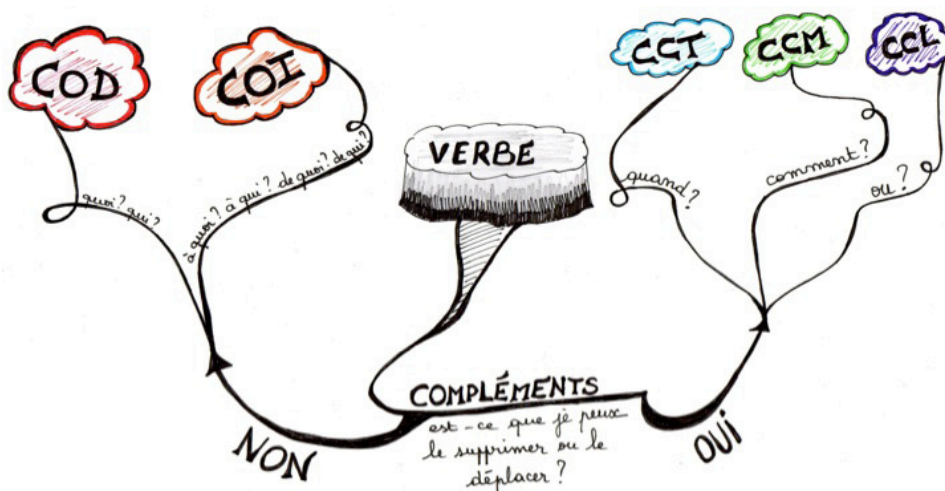 COD
COI
CCT
CCM
CCL
VERBE
quoi? qui?
à quoi? à qui? de quoi? de qui?
quand?
comment?
ou?
COMPLÉMENTS
est-ce que je peux
le supprimer ou le
déplacer?
NON
OUI